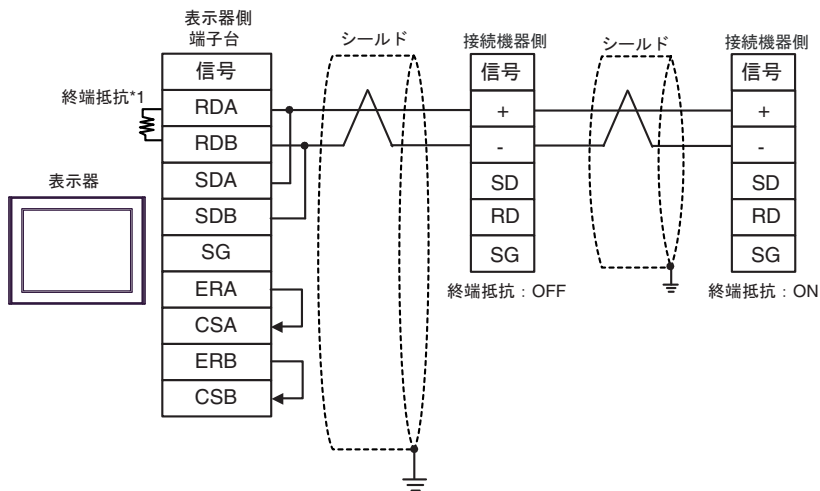 表示器側
端子台
信号
RDA
RDB
SDA
SDB
SG
ERA
CSA
ERB
CSB
終端抵抗*1
表示器
シールド
接続機器側
信号
+
-
SD
RD
SG
終端抵抗：OFF
シールド
接続機器側
信号
+
-
SD
RD
SG
終端抵抗：ON